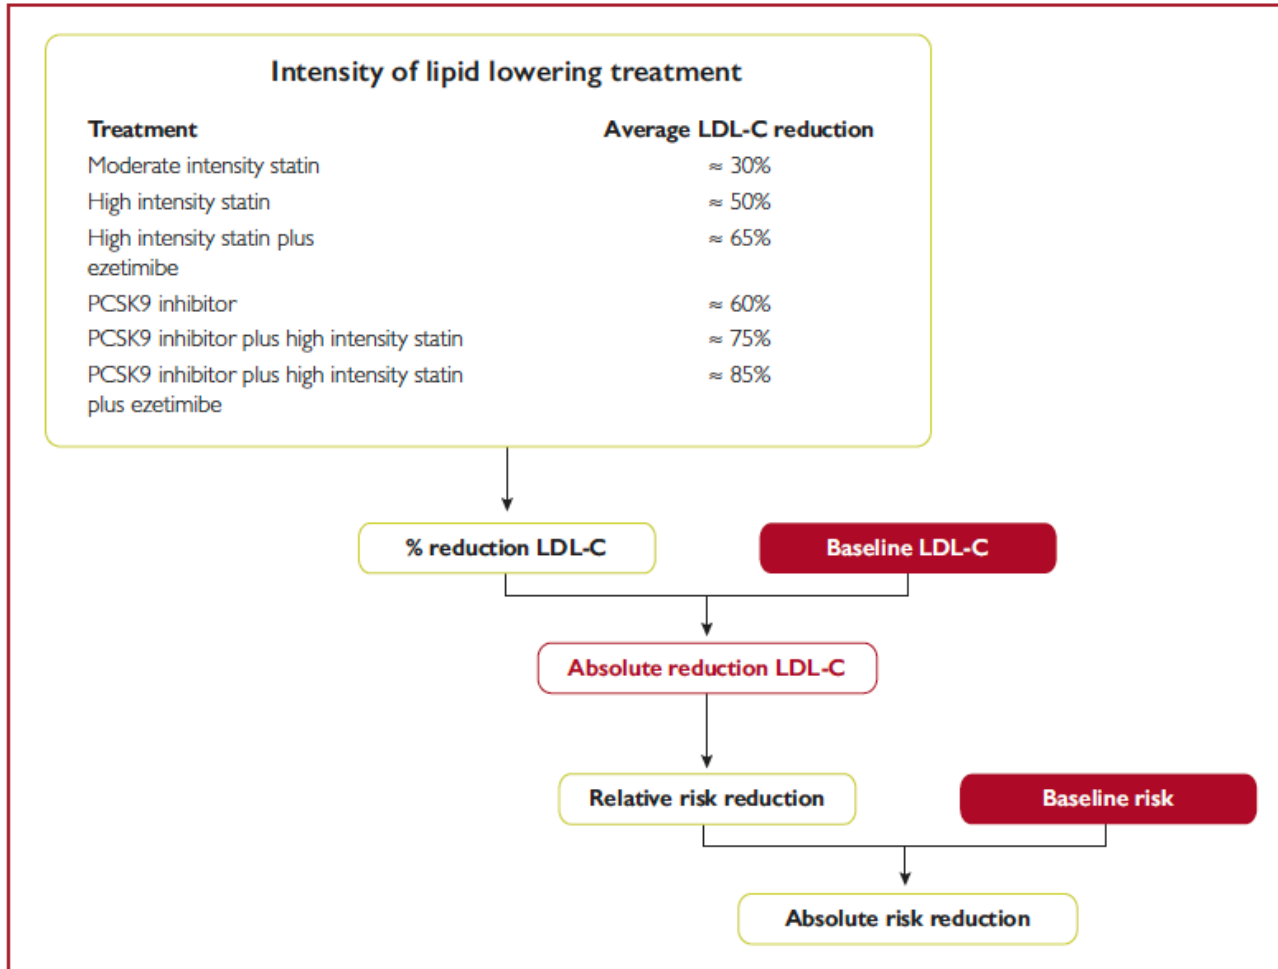 Intensity of lipid lowering treatment
Treatment Average LDL-C reduction
Moderate intensity statin ≈ 30%
High intensity statin ≈ 50%
High intensity statin plus ≈ 65%
ezetimibe
PCSK9 inhibitor ≈ 60%
PCSK9 inhibitor plus high intensity statin ≈ 75%
PCSK9 inhibitor plus high intensity statin ≈ 85%
plus ezetimibe
% reduction LDL-C Baseline LDL-C
Absolute reduction LDL-C
Relative risk reduction Baseline risk
Absolute risk reduction